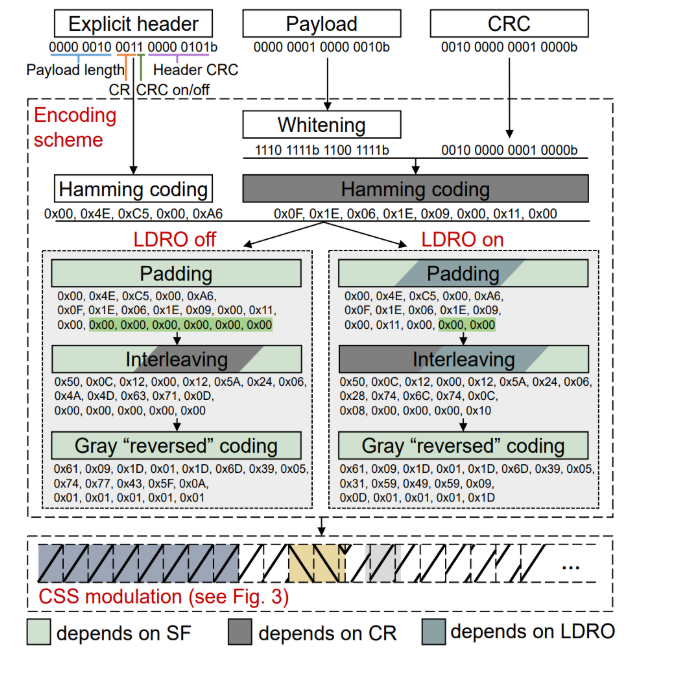 Explicit header
Payload
CRC
0000 0010 0011 0000 0101b
0000 0001 0000 0010b
0010 0000 0001 0000b
Payload length
Header CRC
CR
CRC on/off
Encoding
scheme
Whitening
1110 1111b 1100 1111b
0010 0000 0001 0000b
Hamming coding
Hamming coding
0x00, 0x4E, 0xC5, 0x00, 0xA6
0x0F, 0x1E, 0x06, 0x1E, 0x09, 0x00, 0x11, 0x00
LDRO off
LDRO on
Padding
0x00, 0x4E, 0xC5, 0x00, 0xA6,
0x0F, 0x1E, 0x06, 0x1E, 0x09, 0x00, 0x11,
0x00, 0x00, 0x00, 0x00, 0x00, 0x00, 0x00
Interleaving
0x50, 0x0C, 0x12, 0x00, 0x12, 0x5A, 0x24, 0x06,
0x4A, 0x4D, 0x63, 0x71, 0x0D,
0x00, 0x00, 0x00, 0x00, 0x00
Gray “reversed” coding
0x61, 0x09, 0x1D, 0x01, 0x1D, 0x6D, 0x39, 0x05,
0x74, 0x77, 0x43, 0x5F, 0x0A,
0x01, 0x01, 0x01, 0x01, 0x01
Padding
0x00, 0x4E, 0xC5, 0x00, 0xA6,
0x0F, 0x1E, 0x06, 0x1E, 0x09,
0x00, 0x11, 0x00, 0x00, 0x00
Interleaving
0x50, 0x0C, 0x12, 0x00, 0x12, 0x5A, 0x24, 0x06,
0x28, 0x74, 0x6C, 0x74, 0x0C,
0x08, 0x00, 0x00, 0x00, 0x10
Gray “reversed” coding
0x61, 0x09, 0x1D, 0x01, 0x1D, 0x6D, 0x39, 0x05,
0x31, 0x59, 0x49, 0x59, 0x09,
0x0D, 0x01, 0x01, 0x01, 0x1D
...
CSS modulation (see Fig. 3)
depends on SF
depends on CR
depends on LDRO